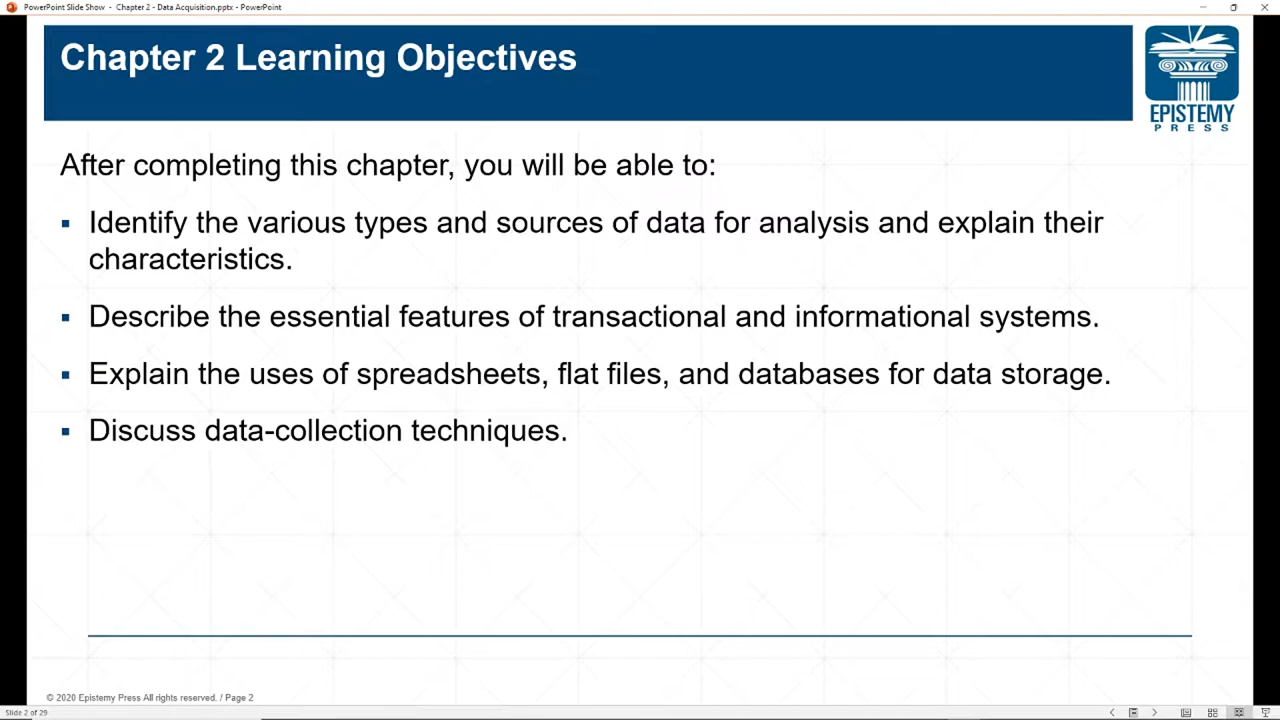 PowerPoint Slide Show - Chapter 2 - Data Acquisition.pptx - PowerPoint
Chapter 2 Learning Objectives
EPISTEMY
PRESS
After completing this chapter, you will be able to:
▪ Identify the various types and sources of data for analysis and explain their
characteristics.
▪ Describe the essential features of transactional and informational systems.
▪ Explain the uses of spreadsheets, flat files, and databases for data storage.
▪ Discuss data-collection techniques.
© 2020 Epistemy Press All rights reserved. / Page 2
Slide 2 of 29